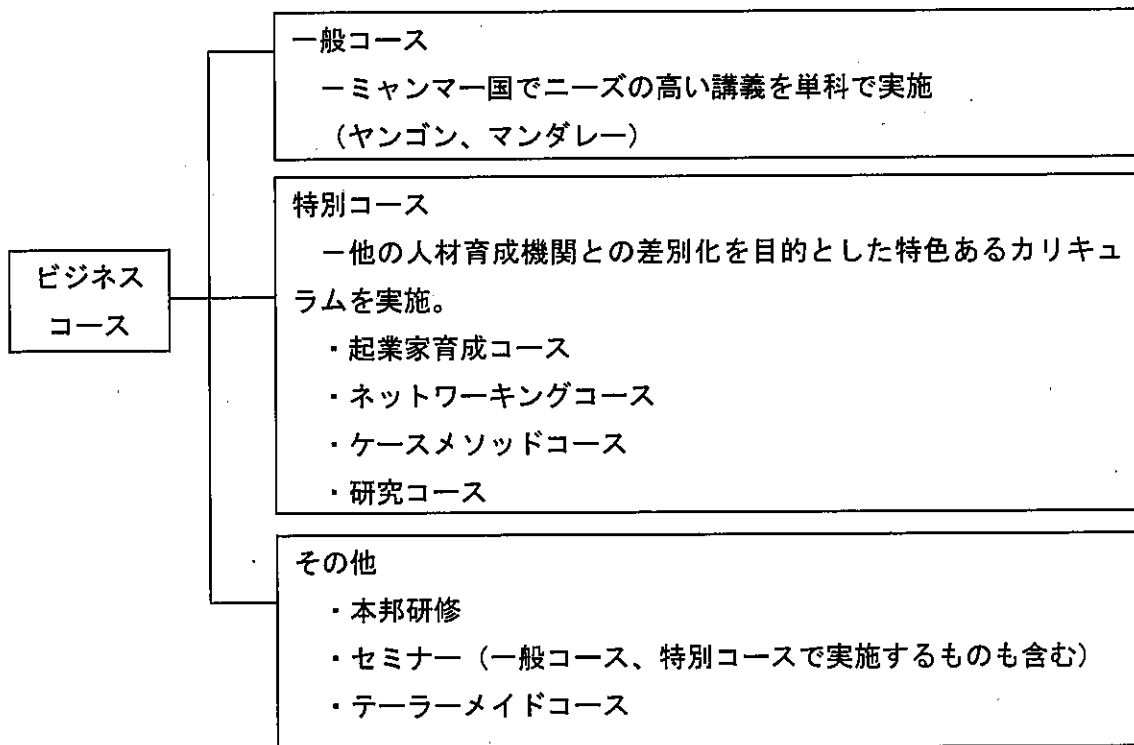 一般コース
－ミャンマー国でニーズの高い講義を単科で実施
（ヤンゴン、マンダレー）
特別コース
－他の人材育成機関との差別化を目的とした特色あるカリキュ
ラムを実施。
・起業家育成コース
・ネットワーキングコース
・ケースメソッドコース
・研究コース
ビジネス
コース
その他
・本邦研修
・セミナー（一般コース、特別コースで実施するものも含む）
・テーラーメイドコース